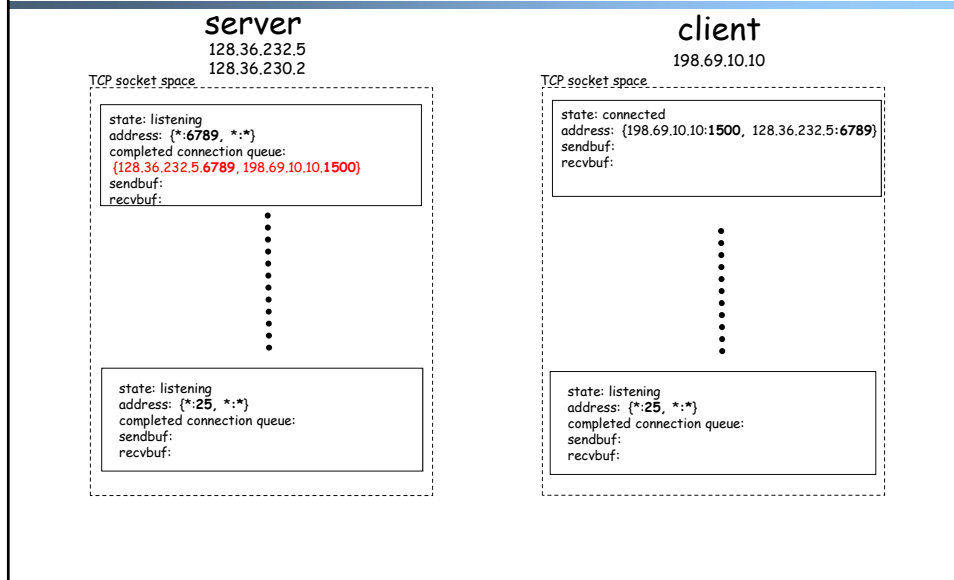 server
128.36.232.5
128.36.230.2
TCP socket space
state: listening
address: {*:6789, *:*}
completed connection queue:
{128.36.232.5.6789, 198.69.10.10.1500}
sendbuf:
recvbuf:
state: listening
address: {*:25, *:*}
completed connection queue:
sendbuf:
recvbuf:
client
198.69.10.10
TCP socket space
state: connected
address: {198.69.10.10:1500, 128.36.232.5:6789}
sendbuf:
recvbuf:
state: listening
address: {*:25, *:*}
completed connection queue:
sendbuf:
recvbuf: